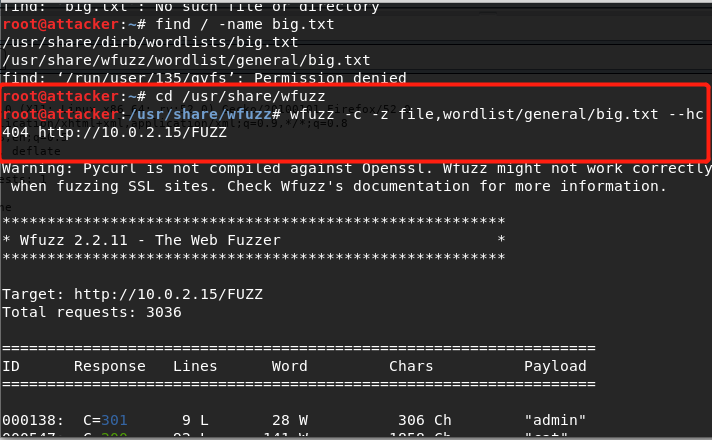 find: `big.txt': No such file or directory
root@attacker:~# find / -name big.txt
/usr/share/dirb/wordlists/big.txt
/usr/share/wfuzz/wordlist/general/big.txt
find: ‘/run/user/135/gvfs’: Permission denied
root@attacker:~# cd /usr/share/wfuzz
root@attacker:/usr/share/wfuzz# wfuzz -c -z file,wordlist/general/big.txt --hc
404 http://10.0.2.15/FUZZ
deflate
Warning: Pycurl is not compiled against Openssl. Wfuzz might not work correctly
when fuzzing SSL sites. Check Wfuzz's documentation for more information.
********************************************************
* Wfuzz 2.2.11 - The Web Fuzzer *
********************************************************
Target: http://10.0.2.15/FUZZ
Total requests: 3036
==================================================================
ID Response Lines Word Chars Payload
==================================================================
000138: C=301 9 L 28 W 306 Ch "admin"